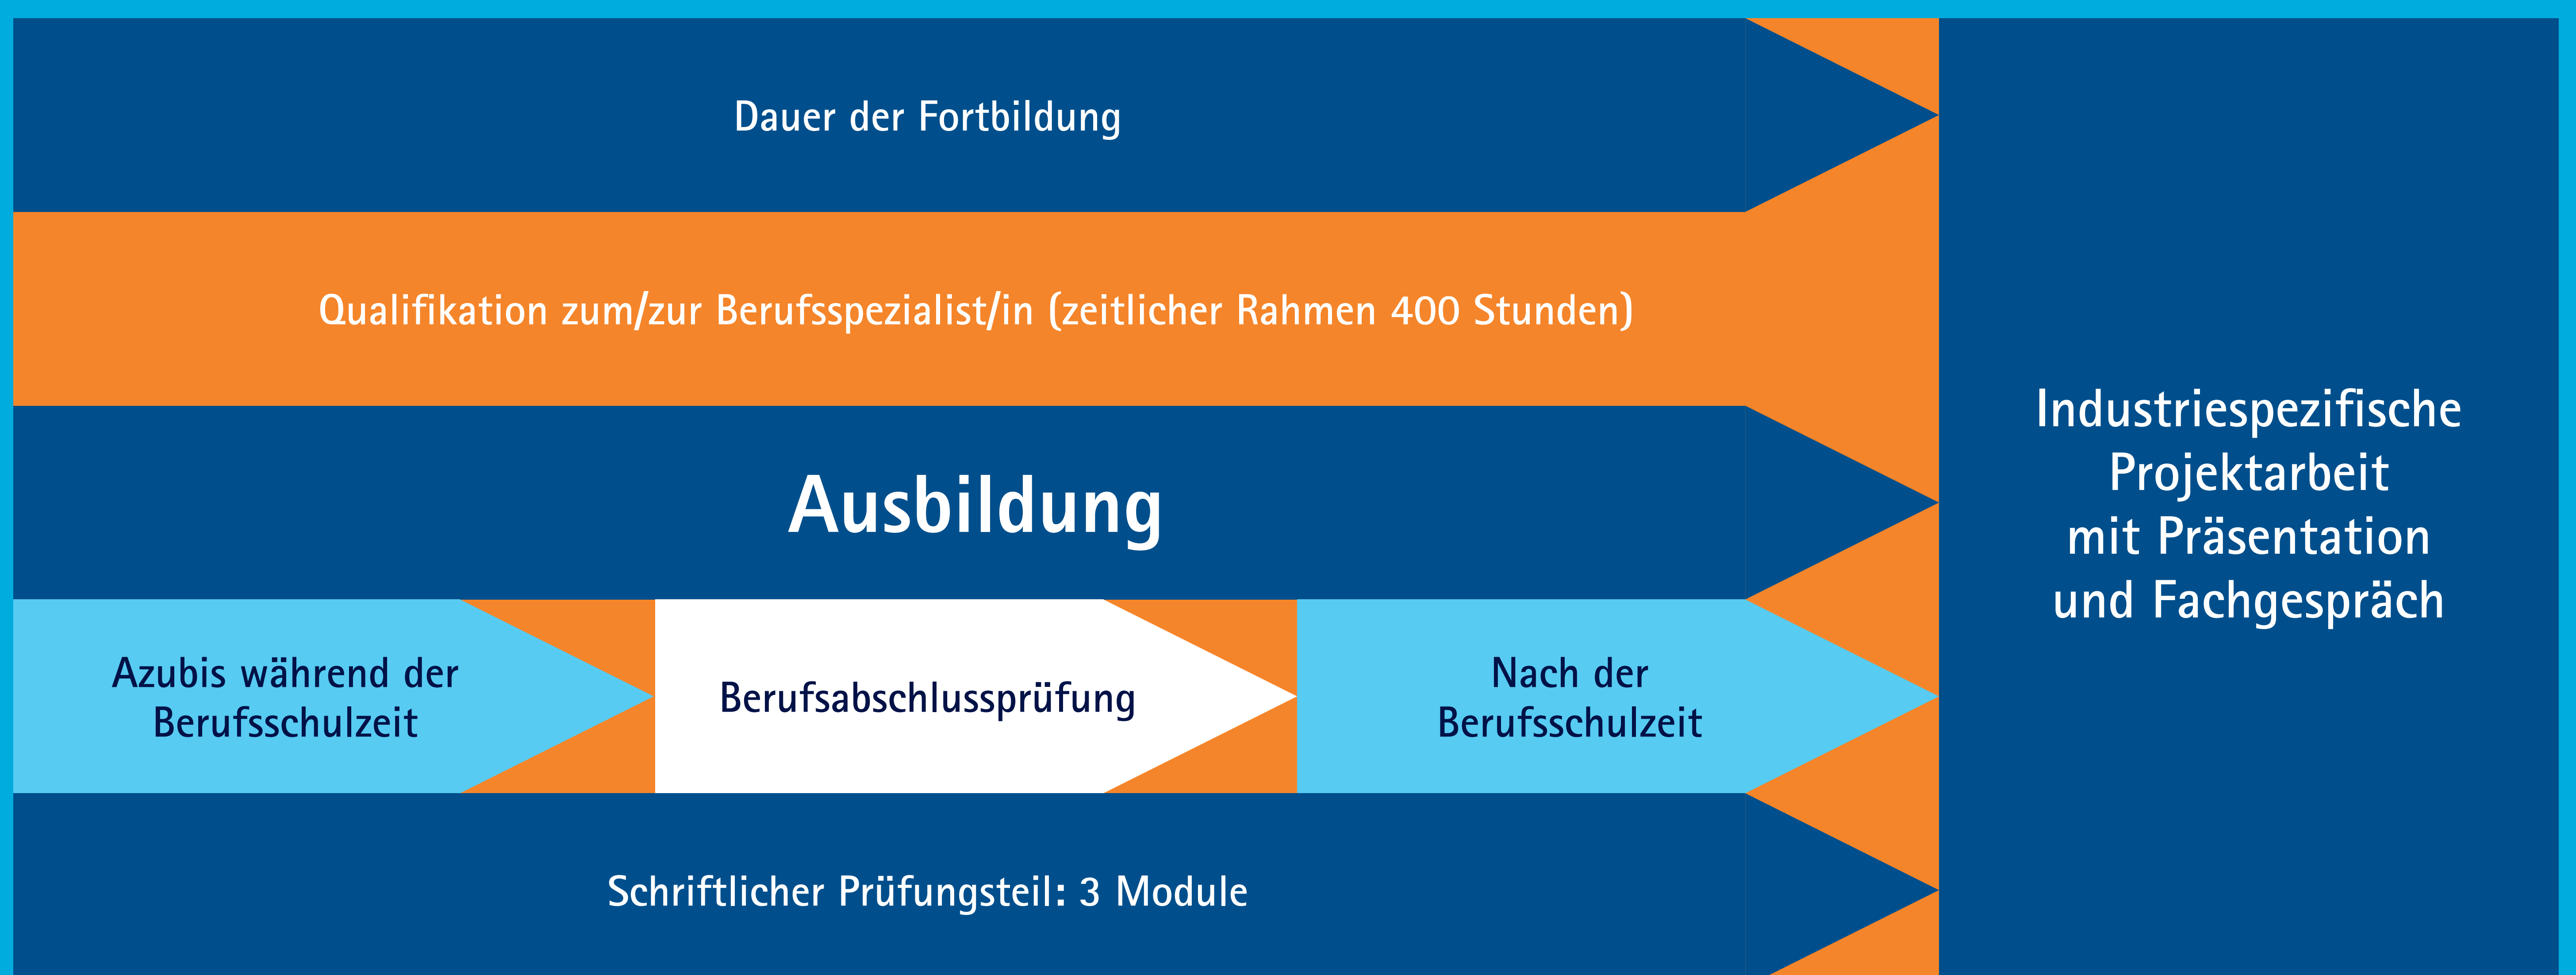 Dauer der Fortbildung
Qualifikation zum/zur Berufsspezialist/in (zeitlicher Rahmen 400 Stunden)
Ausbildung
Azubis während der
Berufsschulzeit
Berufsabschlussprüfung
Nach der
Berufsschulzeit
Schriftlicher Prüfungsteil: 3 Module
Industriespezifische
Projektarbeit
mit Präsentation
und Fachgespräch